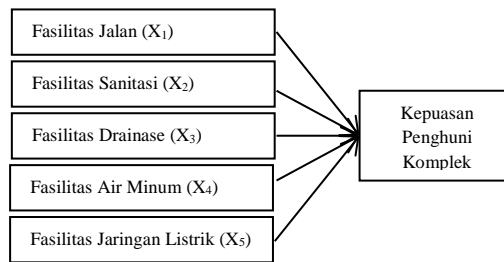 Fasilitas Jalan (X₁)
Fasilitas Sanitasi (X₂)
Fasilitas Drainase (X₃)
Fasilitas Air Minum (X₄)
Fasilitas Jaringan Listrik (X₅)
Kepuasan
Penghuni
Komplek